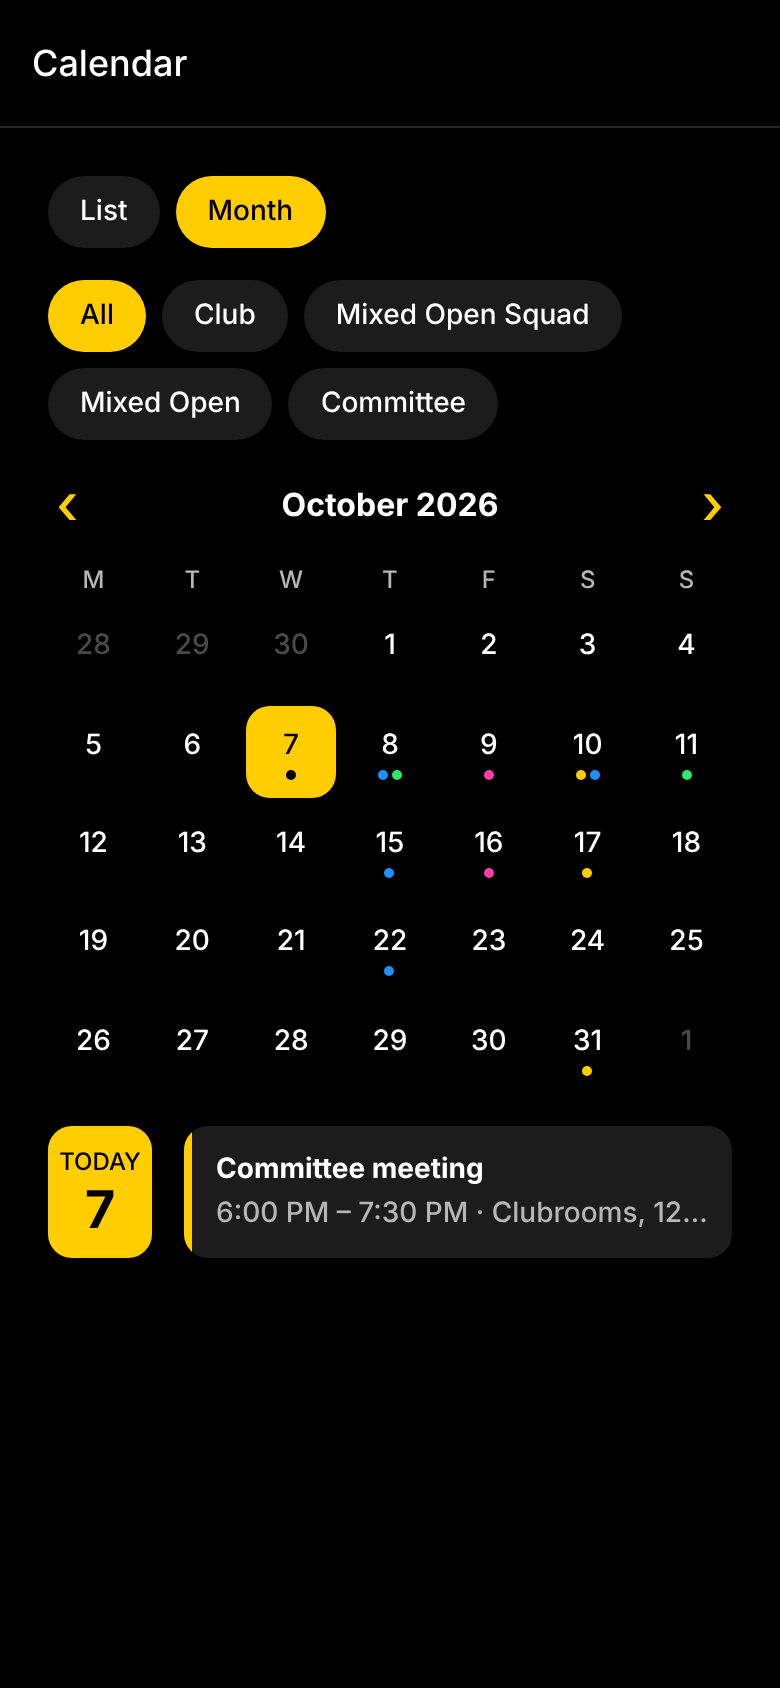 Calendar
List Month
All Club Mixed Open Squad
Mixed Open Committee
‹ October 2026 ›
M T W T F S S
28 29 30 1 2 3 4
5 6 7 8 9 10 11
12 13 14 15 16 17 18
19 20 21 22 23 24 25
26 27 28 29 30 31 1
TODAY
7
Committee meeting
6:00 PM – 7:30 PM · Clubrooms, 12...